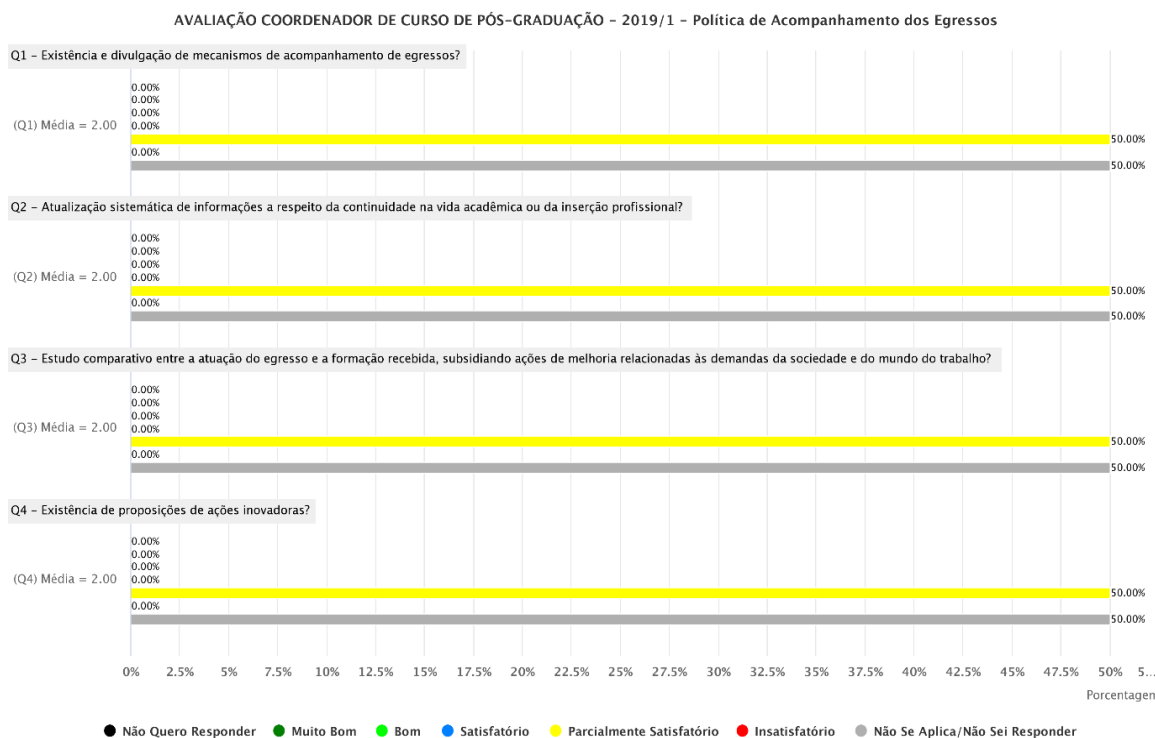 AVALIAÇÃO COORDENADOR DE CURSO DE PÓS-GRADUAÇÃO - 2019/1 - Política de Acompanhamento dos Egressos
Q1 - Existência e divulgação de mecanismos de acompanhamento de egressos?
0.00%
0.00%
0.00%
(Q1) Média = 2.00
0.00%
50.00%
0.00%
50.00%
Q2 - Atualização sistemática de informações a respeito da continuidade na vida acadêmica ou da inserção profissional?
0.00%
0.00%
0.00%
(Q2) Média = 2.00
0.00%
50.00%
0.00%
50.00%
Q3 - Estudo comparativo entre a atuação do egresso e a formação recebida, subsidiando ações de melhoria relacionadas às demandas da sociedade e do mundo do trabalho?
0.00%
0.00%
0.00%
(Q3) Média = 2.00
0.00%
50.00%
0.00%
50.00%
Q4 - Existência de proposições de ações inovadoras?
0.00%
0.00%
0.00%
(Q4) Média = 2.00
0.00%
50.00%
0.00%
50.00%
0% 2.5% 5% 7.5% 10% 12.5% 15% 17.5% 20% 22.5% 25% 27.5% 30% 32.5% 35% 37.5% 40% 42.5% 45% 47.5% 50% 5...
Porcentagen
Não Quero Responder Muito Bom Bom Satisfatório Parcialmente Satisfatório Insatisfatório Não Se Aplica/Não Sei Responder